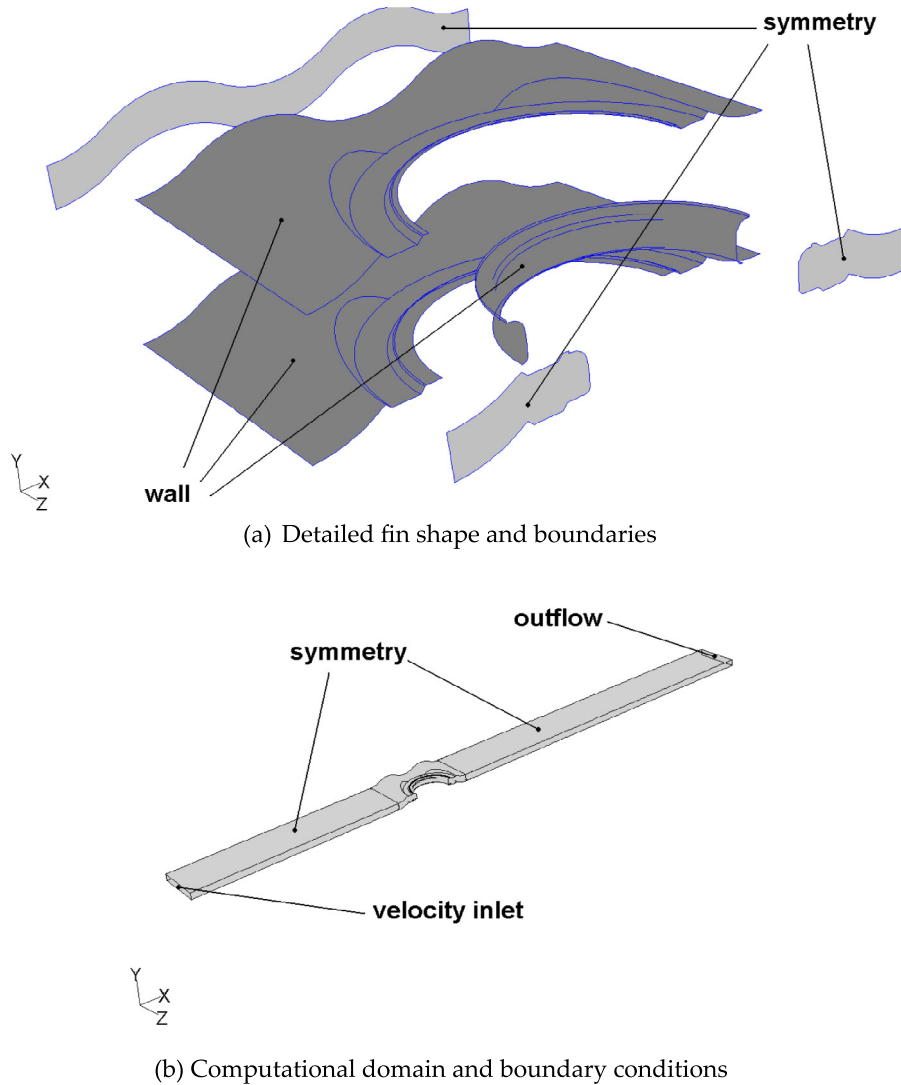 symmetry
wall
Y
X
Z
(a) Detailed fin shape and boundaries
outflow
symmetry
velocity inlet
Y
X
Z
(b) Computational domain and boundary conditions